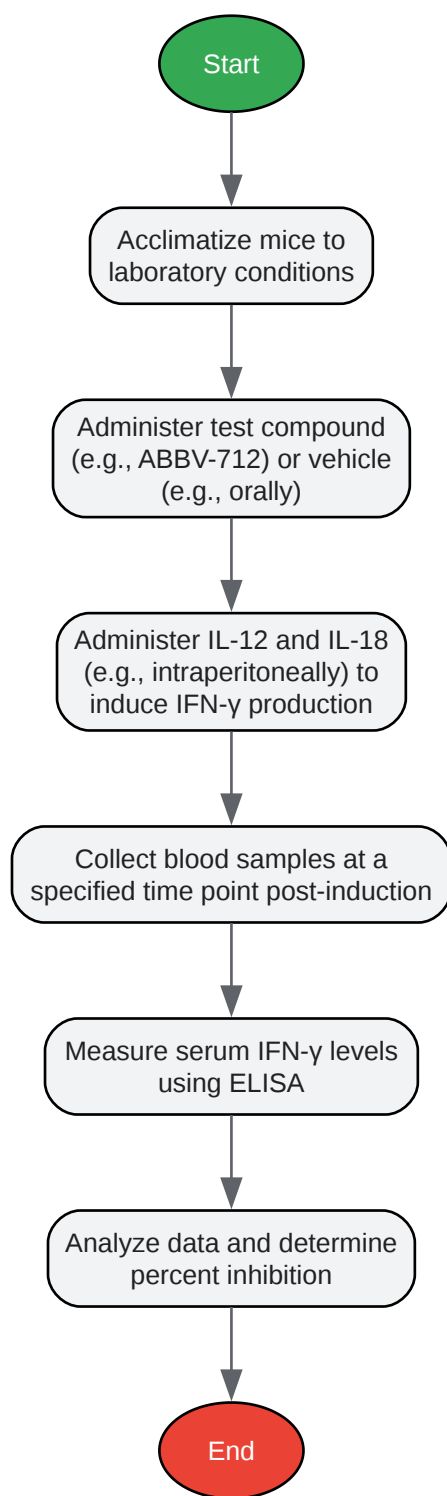 Start
Acclimatize mice to
laboratory conditions
Administer test compound
(e.g., ABBV-712) or vehicle
(e.g., orally)
Administer IL-12 and IL-18
(e.g., intraperitoneally) to
induce IFN-γ production
Collect blood samples at a
specified time point post-induction
Measure serum IFN-γ levels
using ELISA
Analyze data and determine
percent inhibition
End